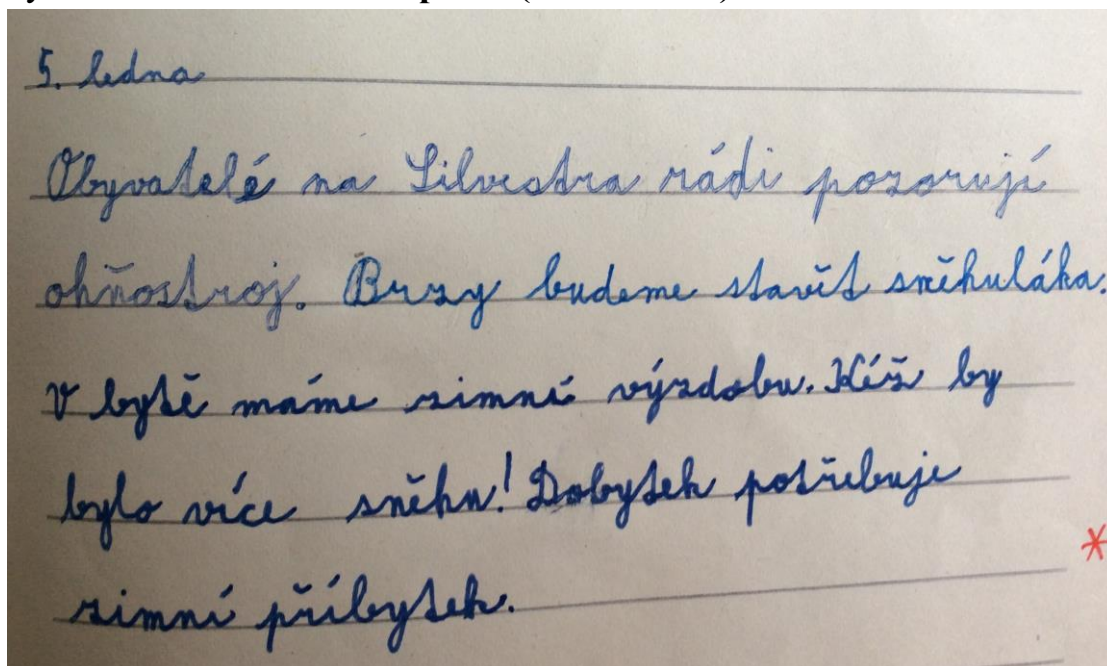 5. ledna
Obyvatelé na Silvestra rádi pozorují
ohňostroj. Brzy budeme stavět sněhuláka.
V bytě máme zimní výzdobu. Kéž by
bylo více sněhu! Dobytek potřebuje
zimní příbytek.